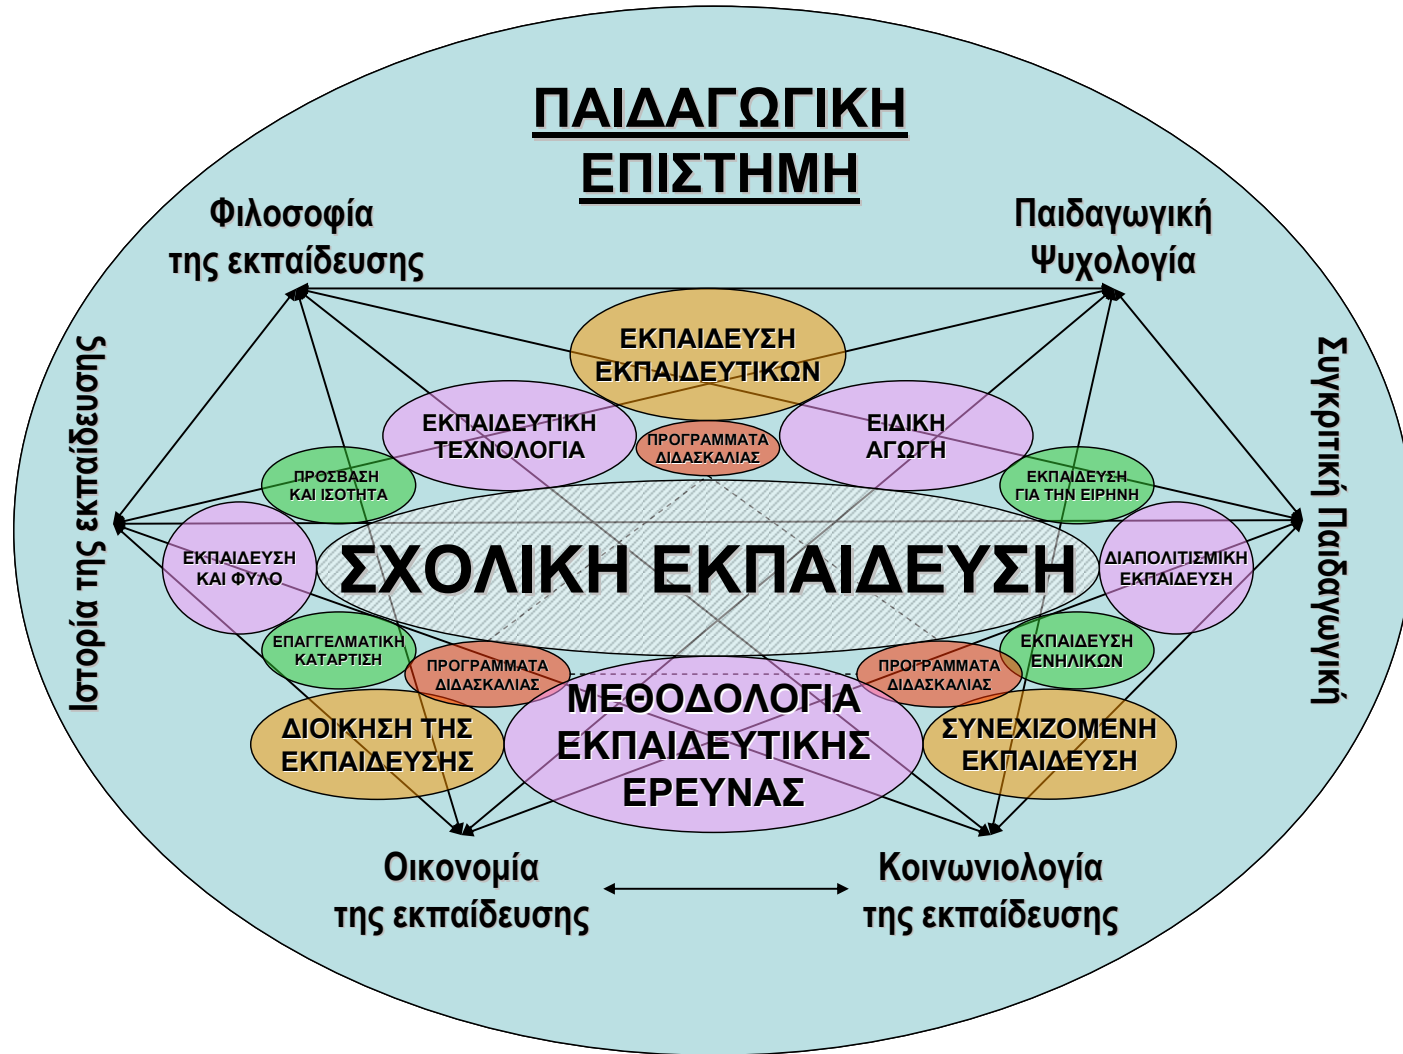 ΠΑΙΔΑΓΩΓΙΚΗ
ΕΠΙΣΤΗΜΗ
Φιλοσοφία
της εκπαίδευσης
Παιδαγωγική
Ψυχολογία
Ιστορία της εκπαίδευσης
Συγκριτική Παιδαγωγική
ΕΚΠΑΙΔΕΥΣΗ
ΕΚΠΑΙΔΕΥΤΙΚΩΝ
ΕΚΠΑΙΔΕΥΤΙΚΗ
ΤΕΧΝΟΛΟΓΙΑ
ΠΡΟΓΡΑΜΜΑΤΑ
ΔΙΔΑΣΚΑΛΙΑΣ
ΕΙΔΙΚΗ
ΑΓΩΓΗ
ΠΡΟΣΒΑΣΗ
ΚΑΙ ΙΣΟΤΗΤΑ
ΕΚΠΑΙΔΕΥΣΗ
ΓΙΑ ΤΗΝ ΕΙΡΗΝΗ
ΕΚΠΑΙΔΕΥΣΗ
ΚΑΙ ΦΥΛΟ
ΣΧΟΛΙΚΗ ΕΚΠΑΙΔΕΥΣΗ
ΔΙΑΠΟΛΙΤΙΣΜΙΚΗ
ΕΚΠΑΙΔΕΥΣΗ
ΕΠΑΓΓΕΛΜΑΤΙΚΗ
ΚΑΤΑΡΤΙΣΗ
ΠΡΟΓΡΑΜΜΑΤΑ
ΔΙΔΑΣΚΑΛΙΑΣ
ΠΡΟΓΡΑΜΜΑΤΑ
ΔΙΔΑΣΚΑΛΙΑΣ
ΕΚΠΑΙΔΕΥΣΗ
ΕΝΗΛΙΚΩΝ
ΔΙΟΙΚΗΣΗ ΤΗΣ
ΕΚΠΑΙΔΕΥΣΗΣ
ΜΕΘΟΔΟΛΟΓΙΑ
ΕΚΠΑΙΔΕΥΤΙΚΗΣ
ΕΡΕΥΝΑΣ
ΣΥΝΕΧΙΖΟΜΕΝΗ
ΕΚΠΑΙΔΕΥΣΗ
Οικονομία
της εκπαίδευσης
Κοινωνιολογία
της εκπαίδευσης